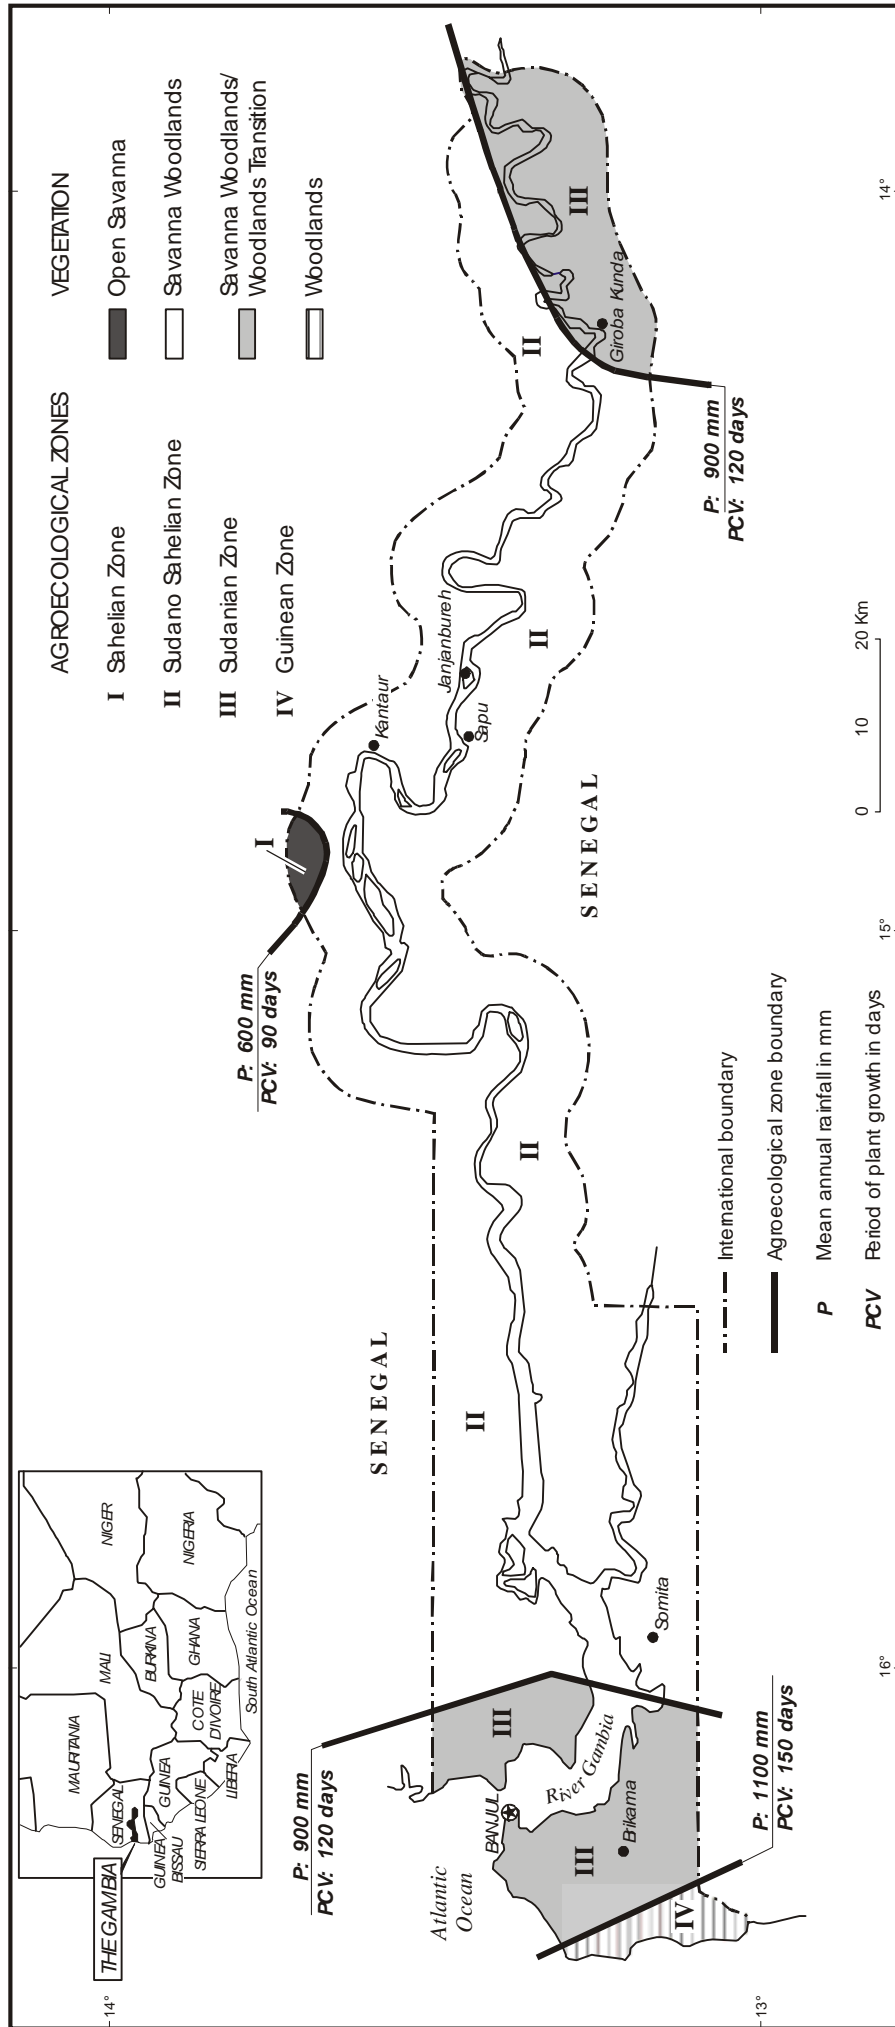 AGROECOLOGICAL ZONES
I Sahelian Zone
II Sudano Sahelian Zone
III Sudanian Zone
IV Guinean Zone
VEGETATION
Open Savanna
Savanna Woodlands
Savanna Woodlands/
Woodlands Transition
Woodlands
MAURITANIA
MALI
NIGER
SENEGAL
GUINEA
BISSAU
GUINEA
SIERRA LEONE
LIBERIA
COTE
D'IVOIRE
BURKINA
GHANA
NIGERIA
South Atlantic Ocean
THE GAMBIA
14°
13°
16°
15°
14°
P: 900 mm
PCV: 120 days
P: 600 mm
PCV: 90 days
P: 1100 mm
PCV: 150 days
P: 900 mm
PCV: 120 days
SENEGAL
SENEGAL
Atlantic
Ocean
BANJUL
River Gambia
Brikama
Somita
Kantaur
Sapu
Janjanbureh
Giroba Kunda
I
II
II
II
II
III
III
III
IV
0 10 20 Km
International boundary
Agroecological zone boundary
P Mean annual rainfall in mm
PCV Period of plant growth in days